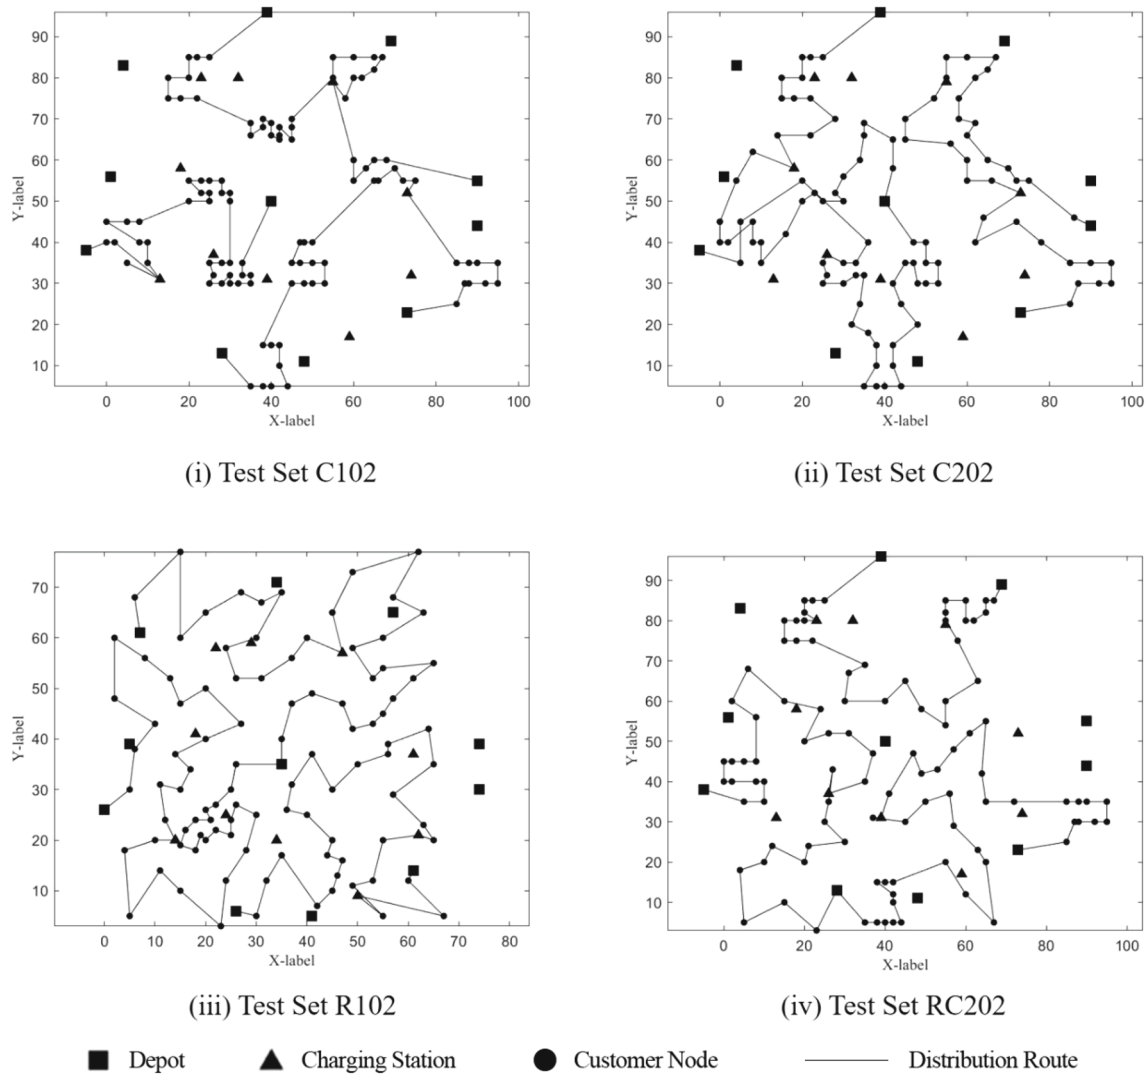 90
80
70
60
50
40
30
20
10
Y-label
0 20 40 60 80 100
X-label
(i) Test Set C102
90
80
70
60
50
40
30
20
10
Y-label
0 20 40 60 80 100
X-label
(ii) Test Set C202
70
60
50
40
30
20
10
Y-label
0 10 20 30 40 50 60 70 80
X-label
(iii) Test Set R102
90
80
70
60
50
40
30
20
10
Y-label
0 20 40 60 80 100
X-label
(iv) Test Set RC202
Depot Charging Station Customer Node Distribution Route